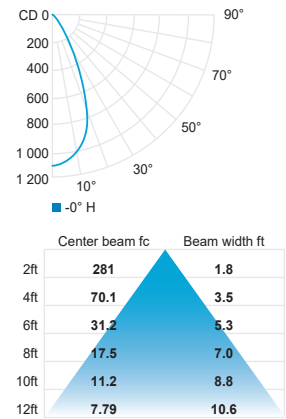 CD 0
90°
200
400
70°
600
800
50°
1 000
30°
1 200
10°
-0° H
Center beam fc Beam width ft
2ft 281 1.8
4ft 70.1 3.5
6ft 31.2 5.3
8ft 17.5 7.0
10ft 11.2 8.8
12ft 7.79 10.6